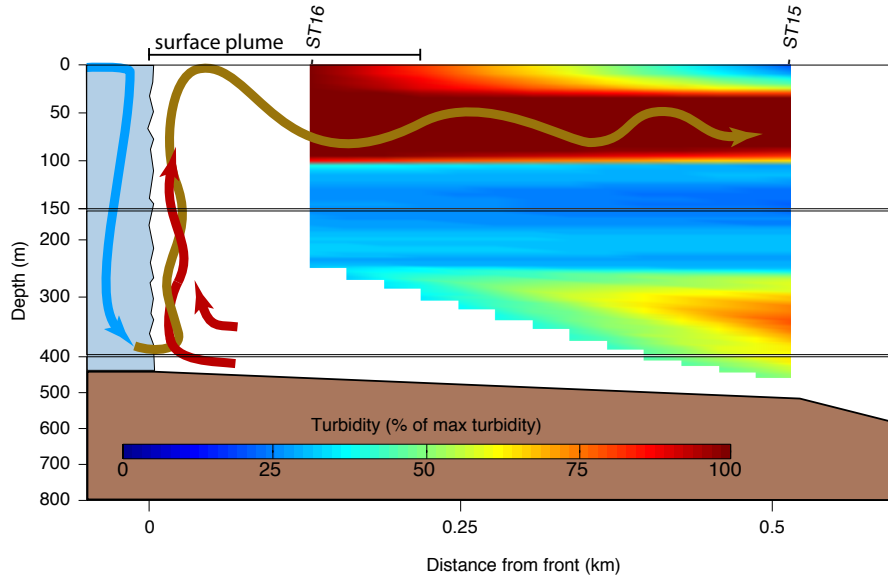 ST16
ST15
surface plume
0
50
100
150
200
300
400
500
600
700
800
Depth (m)
Turbidity (% of max turbidity)
0 25 50 75 100
0 0.25 0.5
Distance from front (km)